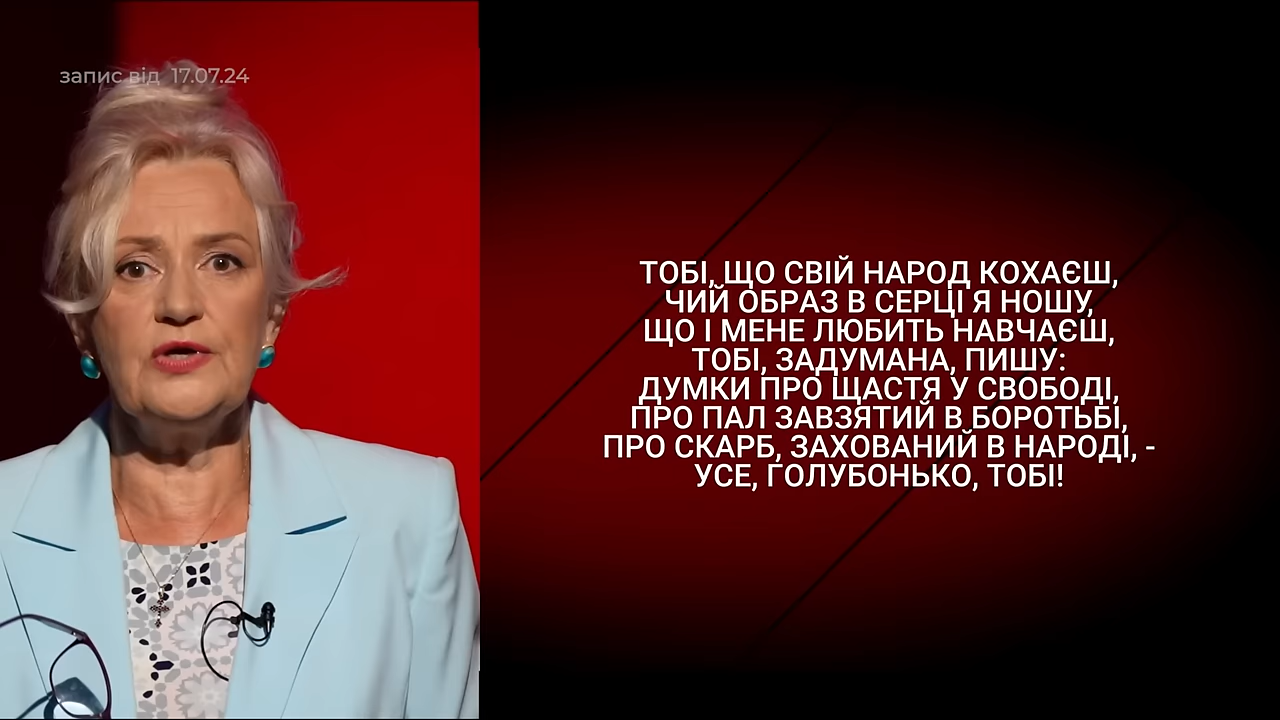 запис від 17.07.24
ТОБІ, ЩО СВІЙ НАРОД КОХАЄШ,
ЧИЙ ОБРАЗ В СЕРЦІ Я НОШУ,
ЩО І МЕНЕ ЛЮБИТЬ НАВЧАЄШ,
ТОБІ, ЗАДУМАНА, ПИШУ:
ДУМКИ ПРО ЩАСТЯ У СВОБОДІ,
ПРО ПАЛ ЗАВЗЯТИЙ В БОРОТЬБІ,
ПРО СКАРБ, ЗАХОВАНИЙ В НАРОДІ, -
УСЕ, ГОЛУБОНЬКО, ТОБІ!